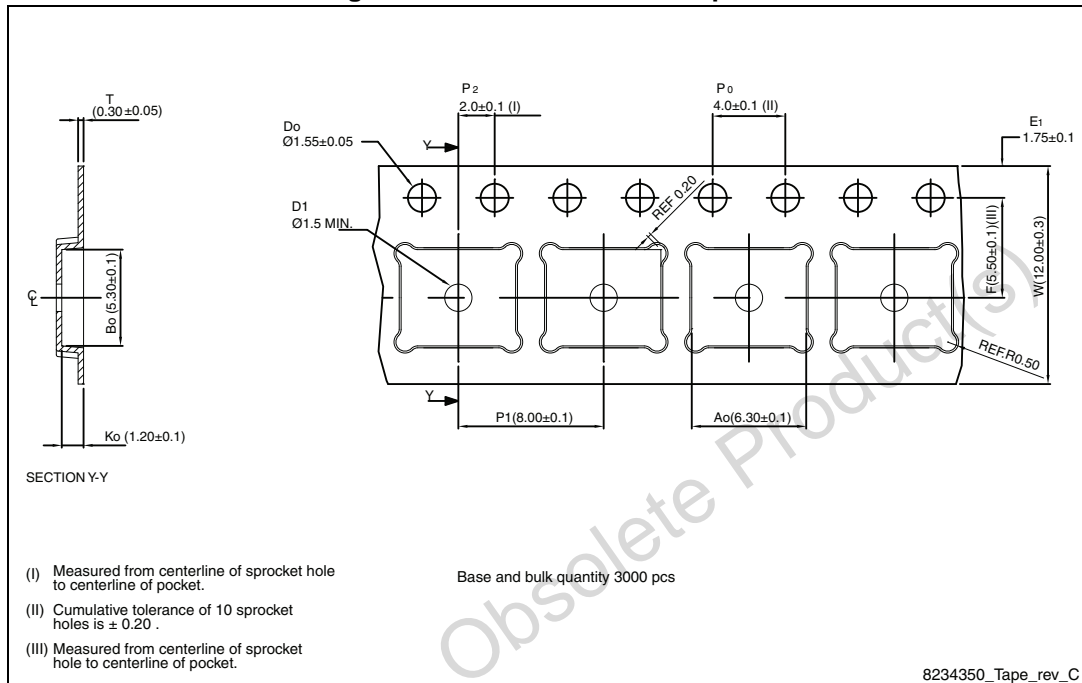 T
(0.30 ±0.05)
P2
2.0±0.1 (I)
P0
4.0±0.1 (II)
Do
Ø1.55±0.05
E1
1.75±0.1
Y
REF 0.20
D1
Ø1.5 MIN.
F(5.50±0.1)(III)
W(12.00±0.3)
CL
Bo (5.30±0.1)
REF.R0.50
Y
P1(8.00±0.1)
Ao(6.30±0.1)
Ko (1.20±0.1)
SECTION Y-Y
(I) Measured from centerline of sprocket hole
to centerline of pocket.
(II) Cumulative tolerance of 10 sprocket
holes is ± 0.20 .
(III) Measured from centerline of sprocket
hole to centerline of pocket.
Base and bulk quantity 3000 pcs
Obsolete Product(s)
8234350_Tape_rev_C